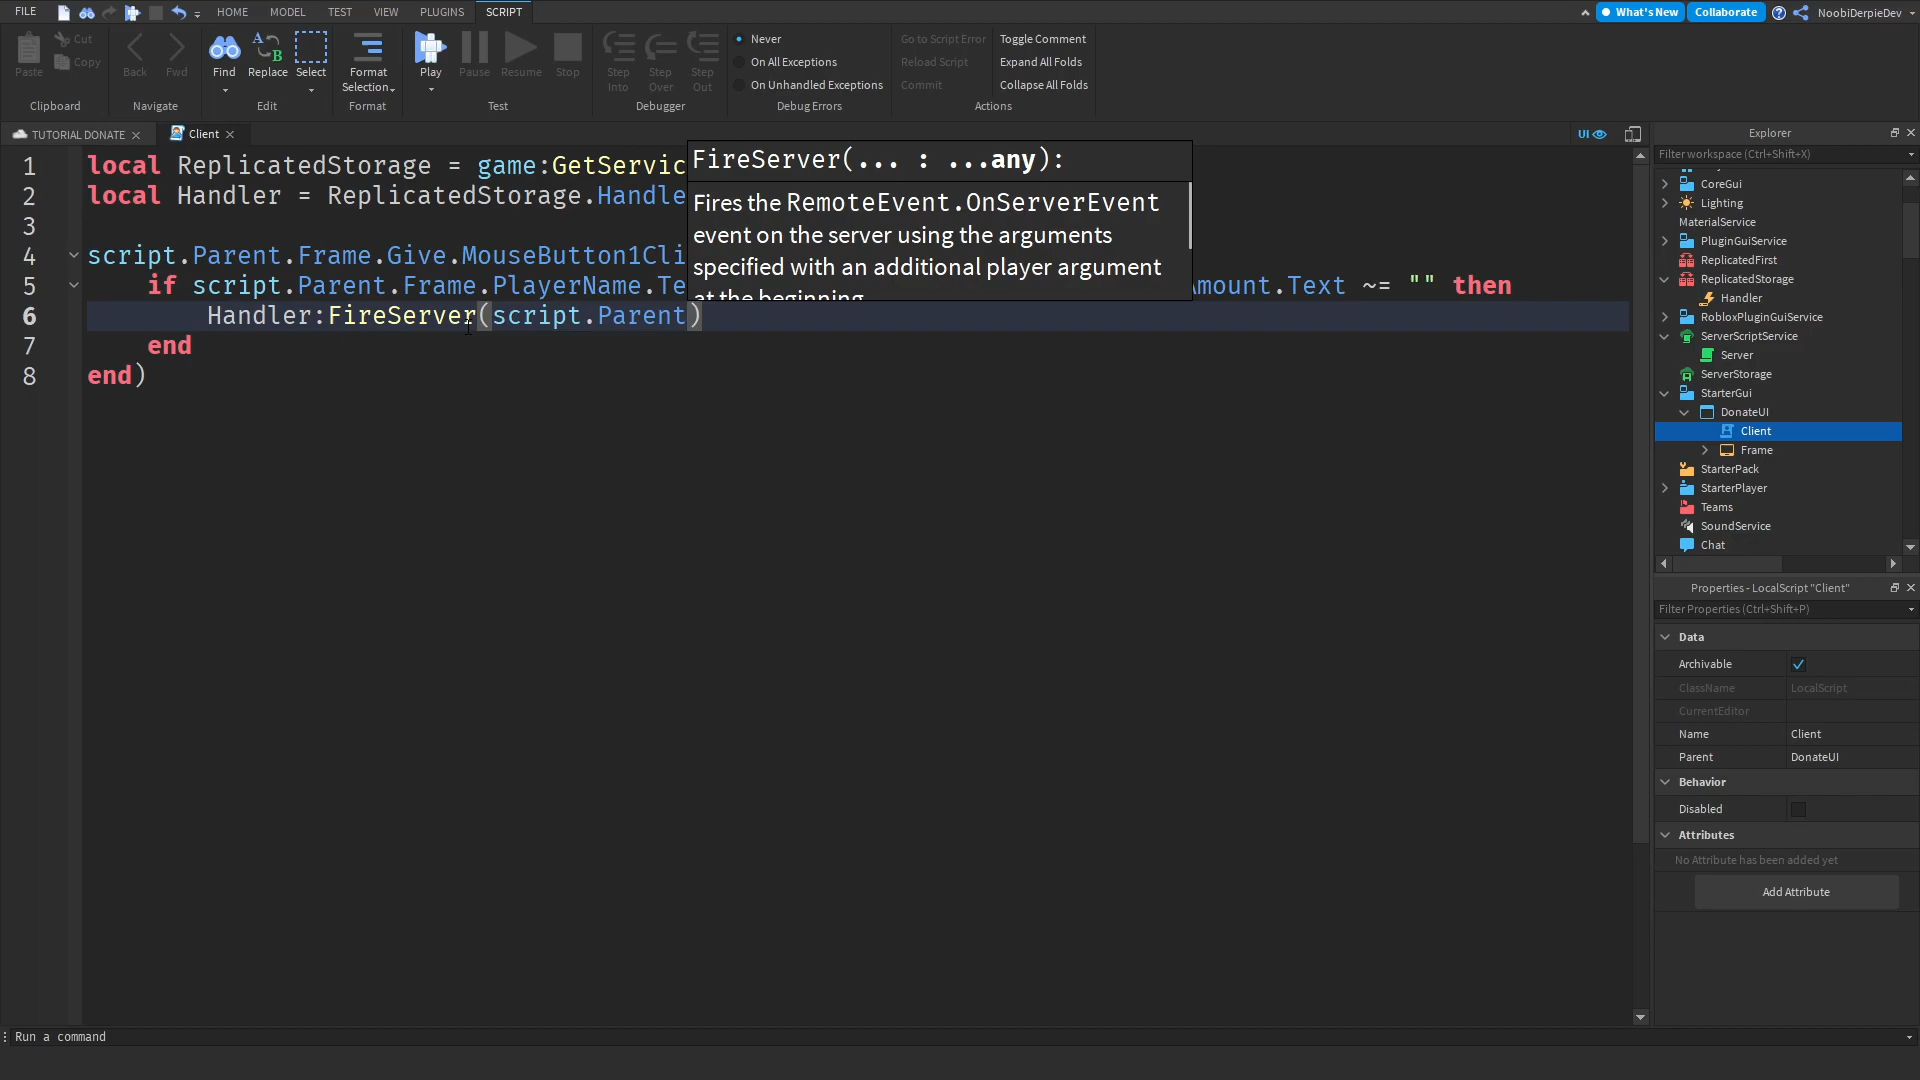 FILE HOME MODEL TEST VIEW PLUGINS SCRIPT What's New Collaborate NoobiDerpieDev
Paste Cut Copy Back Fwd Find Replace Select Format Selection Play Pause Resume Stop Step Into Step Over Step Out
Never
On All Exceptions
On Unhandled Exceptions
Go to Script Error
Reload Script
Commit
Toggle Comment
Expand All Folds
Collapse All Folds
Clipboard Navigate Edit Format Test Debugger Debug Errors Actions
TUTORIAL DONATE Client UI
1 local ReplicatedStorage = game:GetServic
2 local Handler = ReplicatedStorage.Handle
3
4 script.Parent.Frame.Give.MouseButton1Cli
5 if script.Parent.Frame.PlayerName.Te mount.Text ~= "" then
6 Handler:FireServer(script.Parent)
7 end
8 end)
FireServer(... : ...any):
Fires the RemoteEvent.OnServerEvent
event on the server using the arguments
specified with an additional player argument
at the beginning
Explorer
Filter workspace (Ctrl+Shift+X)
CoreGui
Lighting
MaterialService
PluginGuiService
ReplicatedFirst
ReplicatedStorage
Handler
RobloxPluginGuiService
ServerScriptService
Server
ServerStorage
StarterGui
DonateUI
Client
Frame
StarterPack
StarterPlayer
Teams
SoundService
Chat
Properties - LocalScript "Client"
Filter Properties (Ctrl+Shift+P)
Data
Archivable
ClassName LocalScript
CurrentEditor
Name Client
Parent DonateUI
Behavior
Disabled
Attributes
No Attribute has been added yet
Add Attribute
Run a command